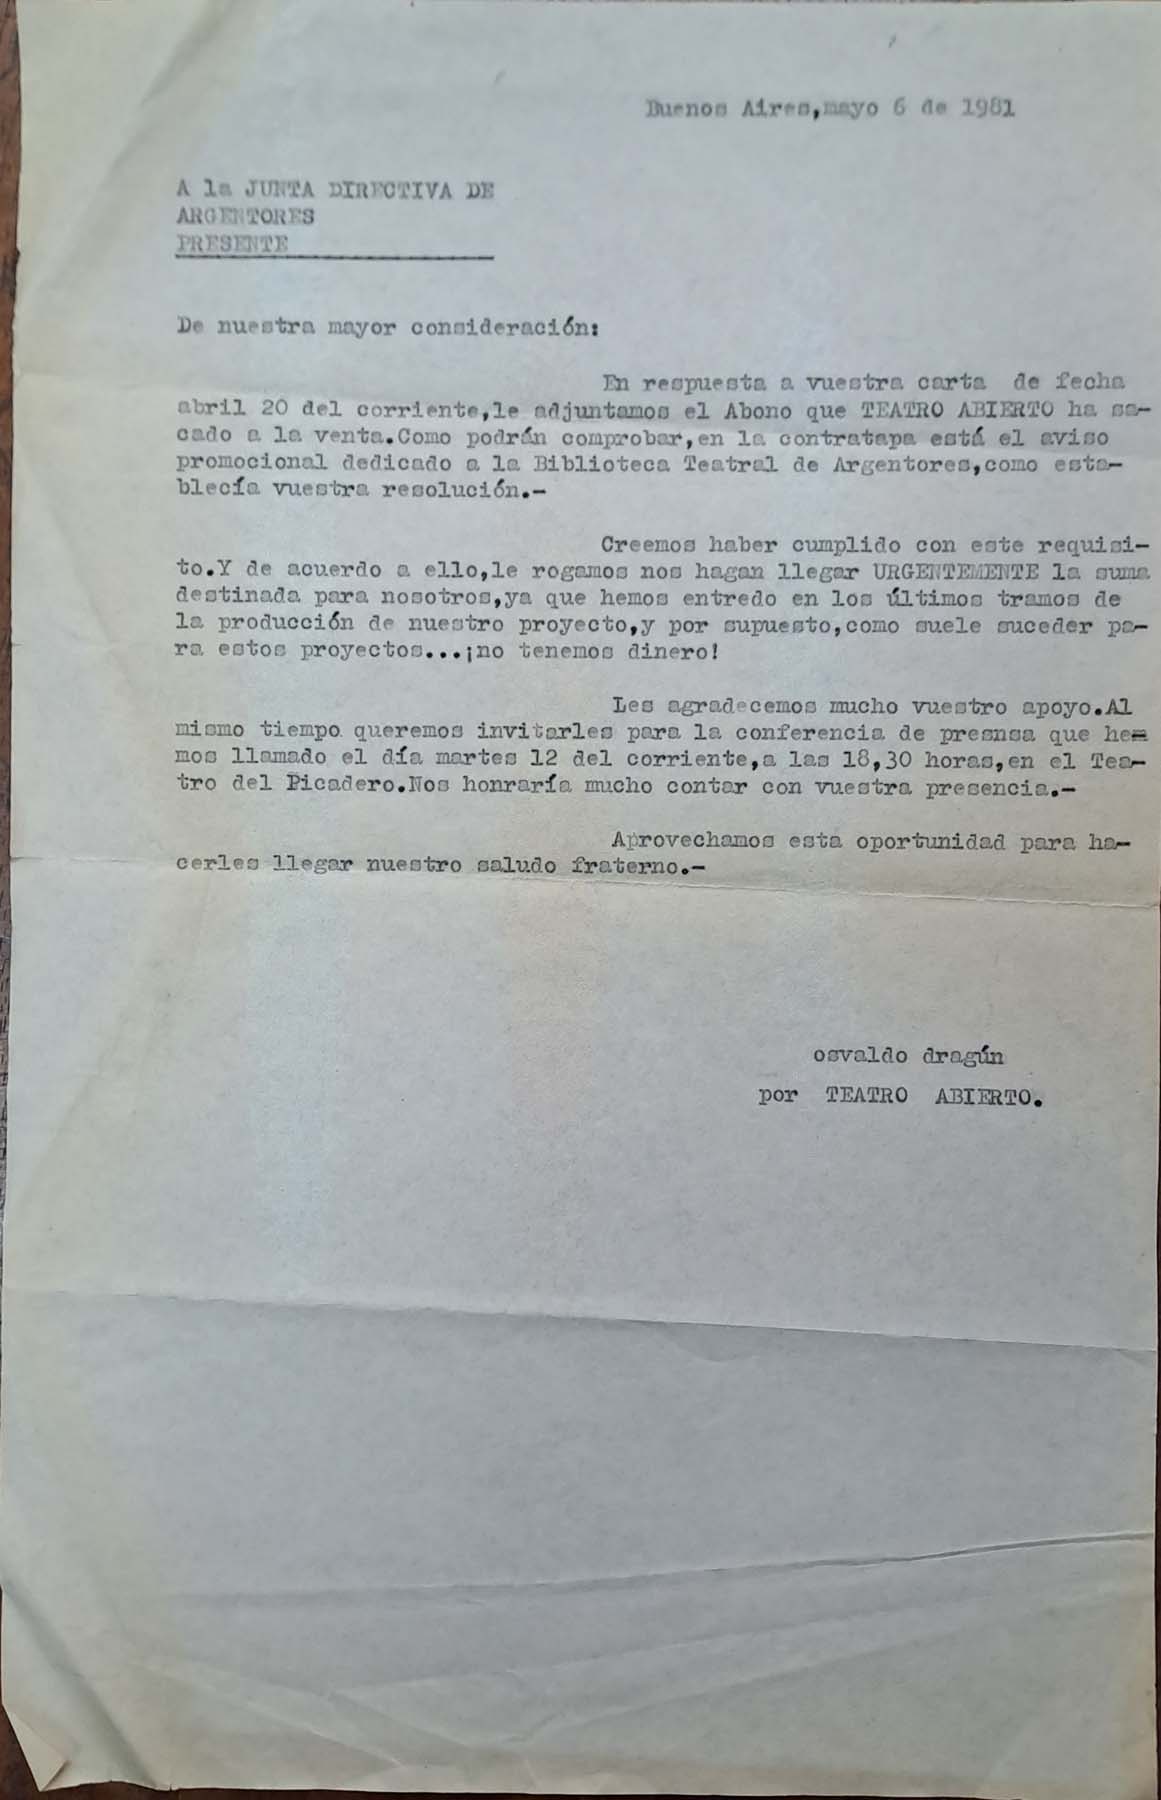 Buenos Aires,mayo 6 de 1981
A la JUNTA DIRECTIVA DE
ARGENTORES
PRESENTE
De nuestra mayor consideración:
En respuesta a vuestra carta de fecha
abril 20 del corriente,le adjuntamos el Abono que TEATRO ABIERTO ha sa-
cado a la venta.Como podrán comprobar,en la contratapa está el aviso
promocional dedicado a la Biblioteca Teatral de Argentores,como esta-
blecía vuestra resolución.-
Creemos haber cumplido con este requisi-
to.Y de acuerdo a ello,le rogamos nos hagan llegar URGENTEMENTE la suma
destinada para nosotros,ya que hemos entredo en los últimos tramos de
la producción de nuestro proyecto,y por supuesto,como suele suceder pa-
ra estos proyectos...¡no tenemos dinero!
Les agradecemos mucho vuestro apoyo.Al
mismo tiempo queremos invitarles para la conferencia de presnsa que he-
mos llamado el día martes 12 del corriente,a las 18,30 horas,en el Tea-
tro del Picadero.Nos honraría mucho contar con vuestra presencia.-
Aprovechamos esta oportunidad para ha-
cerles llegar nuestro saludo fraterno.-
osvaldo dragún
por TEATRO ABIERTO.